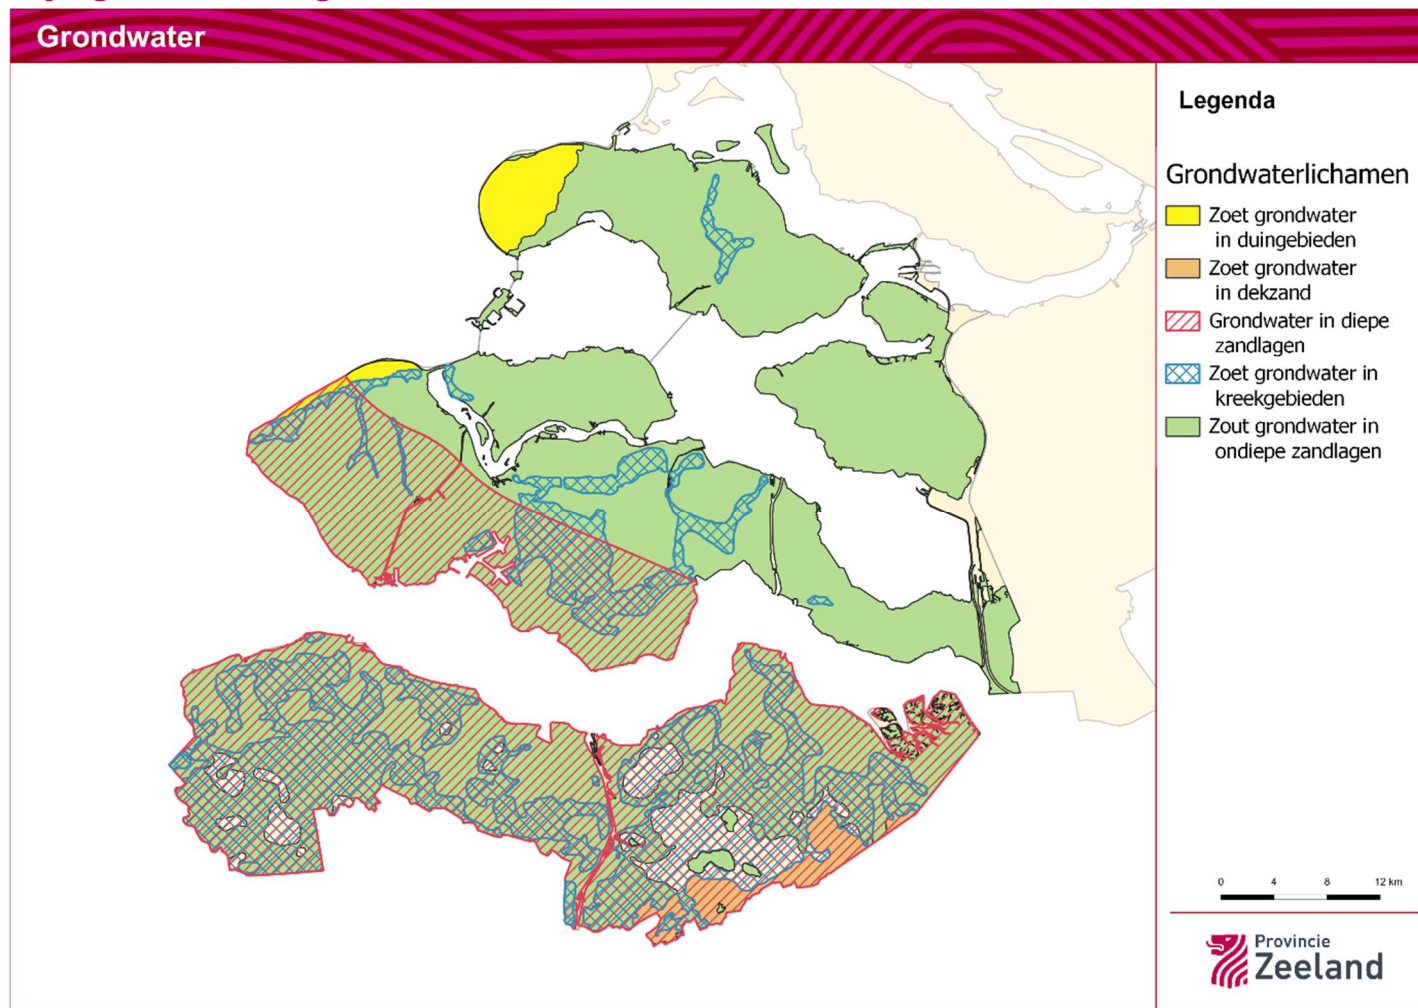 Grondwater
Legenda
Grondwaterlichamen
Zoet grondwater
in duingebieden
Zoet grondwater
in dekzand
Grondwater in diepe
zandlagen
Zoet grondwater in
kreekgebieden
Zout grondwater in
ondiepe zandlagen
0 4 8 12 km
Provincie
Zeeland